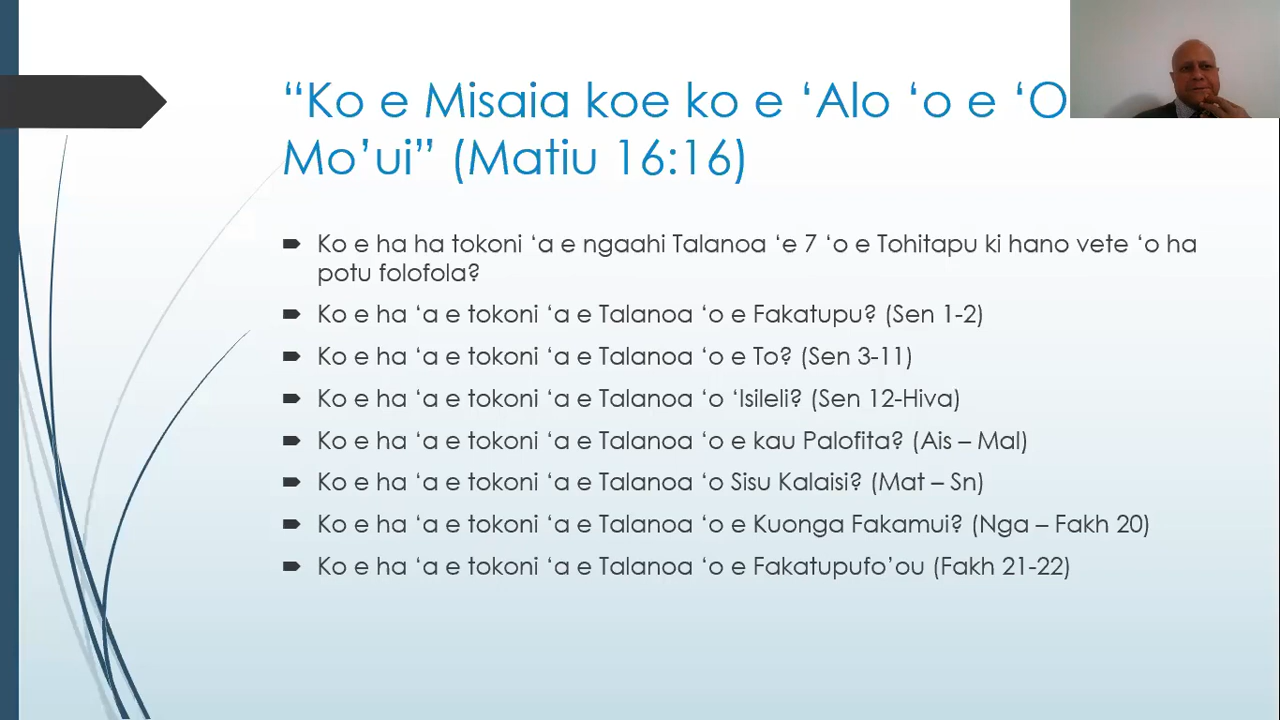 “Ko e Misaia koe ko e ‘Alo ‘o e ‘O
Mo’ui” (Matiu 16:16)
Ko e ha ha tokoni ‘a e ngaahi Talanoa ‘e 7 ‘o e Tohitapu ki hano vete ‘o ha
potu folofola?
Ko e ha ‘a e tokoni ‘a e Talanoa ‘o e Fakatupu? (Sen 1-2)
Ko e ha ‘a e tokoni ‘a e Talanoa ‘o e To? (Sen 3-11)
Ko e ha ‘a e tokoni ‘a e Talanoa ‘o ‘Isileli? (Sen 12-Hiva)
Ko e ha ‘a e tokoni ‘a e Talanoa ‘o e kau Palofita? (Ais – Mal)
Ko e ha ‘a e tokoni ‘a e Talanoa ‘o Sisu Kalaisi? (Mat – Sn)
Ko e ha ‘a e tokoni ‘a e Talanoa ‘o e Kuonga Fakamui? (Nga – Fakh 20)
Ko e ha ‘a e tokoni ‘a e Talanoa ‘o e Fakatupufo’ou (Fakh 21-22)